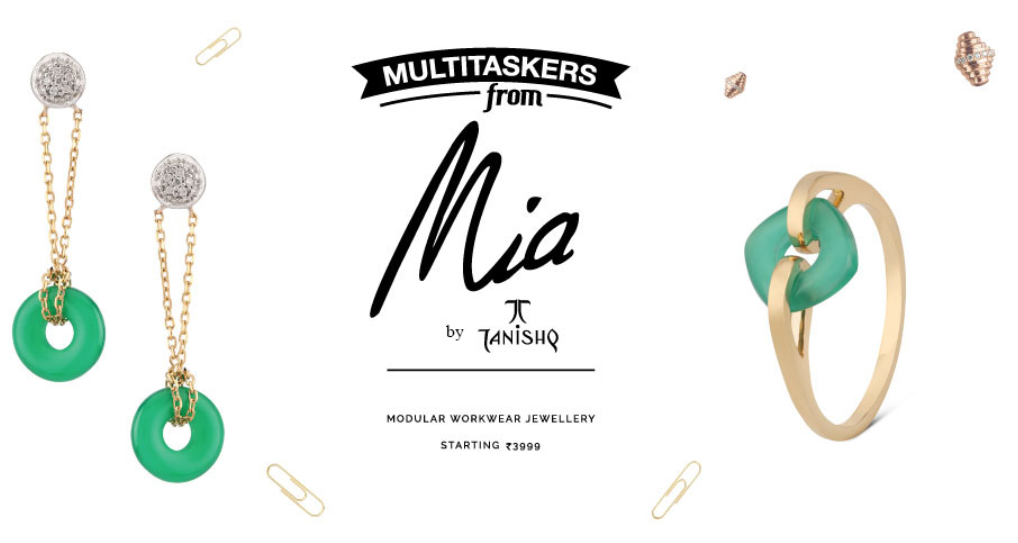 MULTITASKERS
from
Mia
by TANISHQ
MODULAR WORKWEAR JEWELLERY
STARTING ₹3999